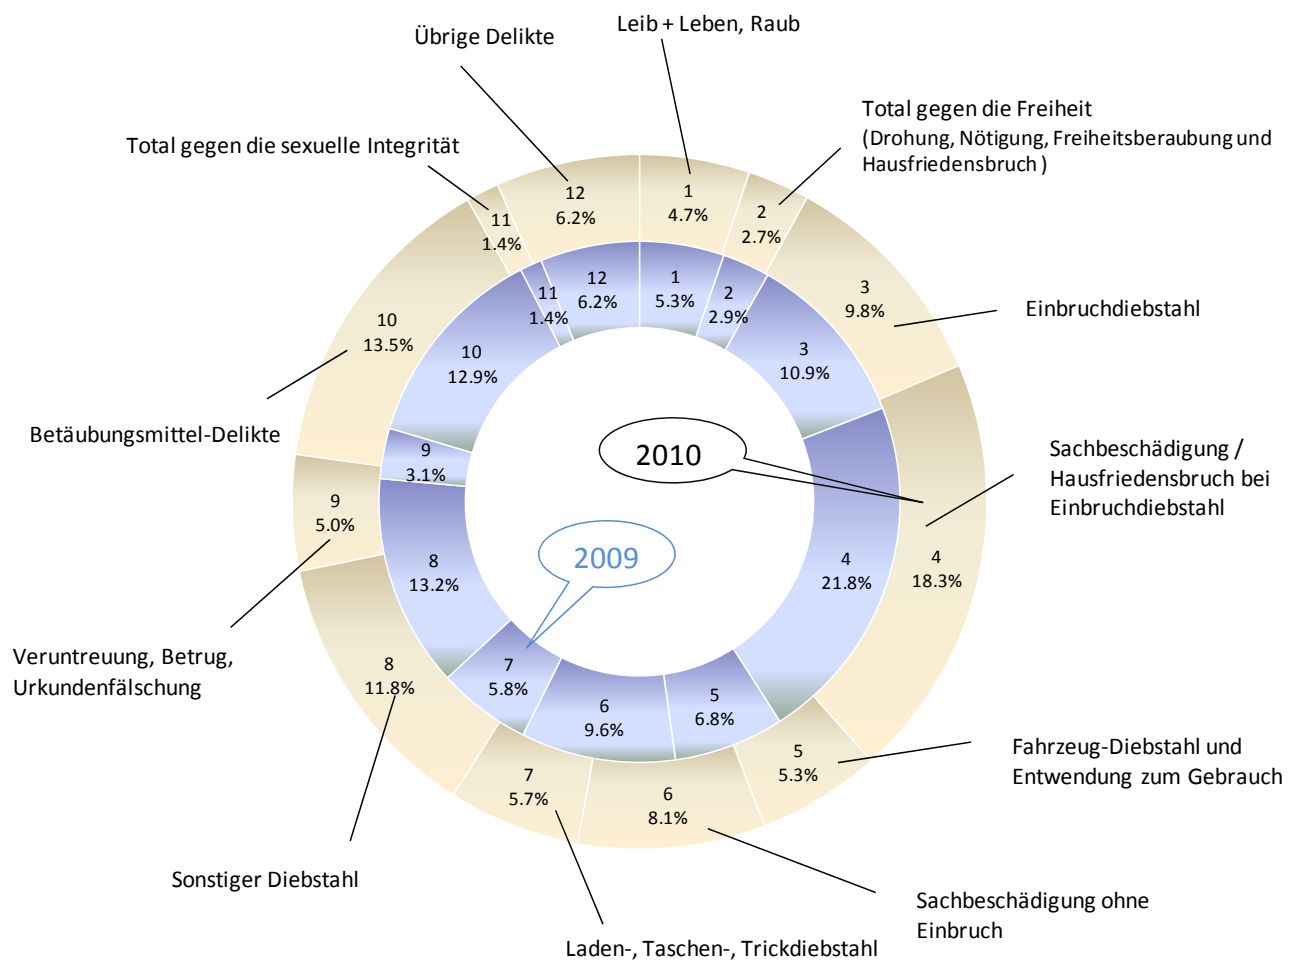 Leib + Leben, Raub
Übrige Delikte
Total gegen die Freiheit
(Drohung, Nötigung, Freiheitsberaubung und
Hausfriedensbruch)
Total gegen die sexuelle Integrität
Einbruchdiebstahl
Sachbeschädigung /
Hausfriedensbruch bei
Einbruchdiebstahl
Betäubungsmittel-Delikte
Veruntreuung, Betrug,
Urkundenfälschung
Fahrzeug-Diebstahl und
Entwendung zum Gebrauch
Sonstiger Diebstahl
Sachbeschädigung ohne
Einbruch
Laden-, Taschen-, Trickdiebstahl
2010
1
4.7%
2
2.7%
3
9.8%
4
18.3%
5
5.3%
6
8.1%
7
5.7%
8
11.8%
9
5.0%
10
13.5%
11
1.4%
12
6.2%
2009
1
5.3%
2
2.9%
3
10.9%
4
21.8%
5
6.8%
6
9.6%
7
5.8%
8
13.2%
9
3.1%
10
12.9%
11
1.4%
12
6.2%